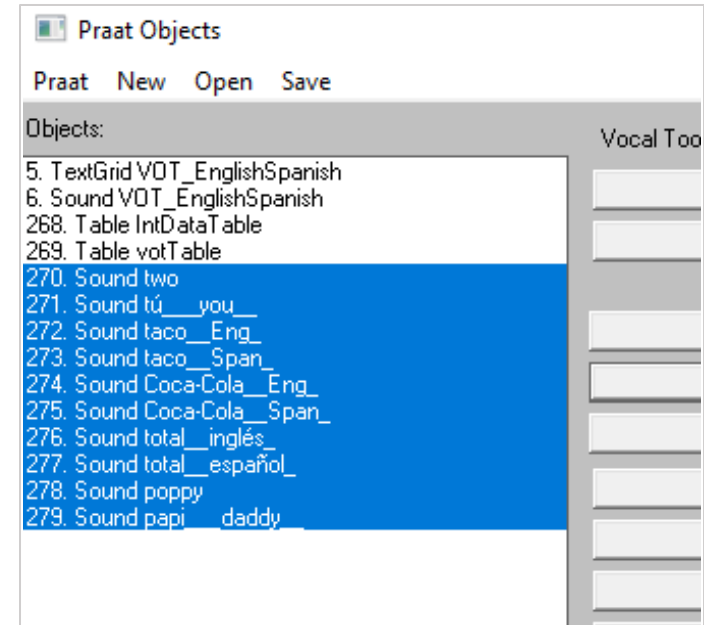 Praat Objects
Praat New Open Save
Objects:
Vocal Too
5. TextGrid VOT_EnglishSpanish
6. Sound VOT_EnglishSpanish
268. Table IntDataTable
269. Table votTable
270. Sound two
271. Sound tú___you__
272. Sound taco__Eng_
273. Sound taco__Span_
274. Sound Coca-Cola__Eng_
275. Sound Coca-Cola__Span_
276. Sound total__inglés_
277. Sound total__español_
278. Sound poppy
279. Sound papi___daddy__